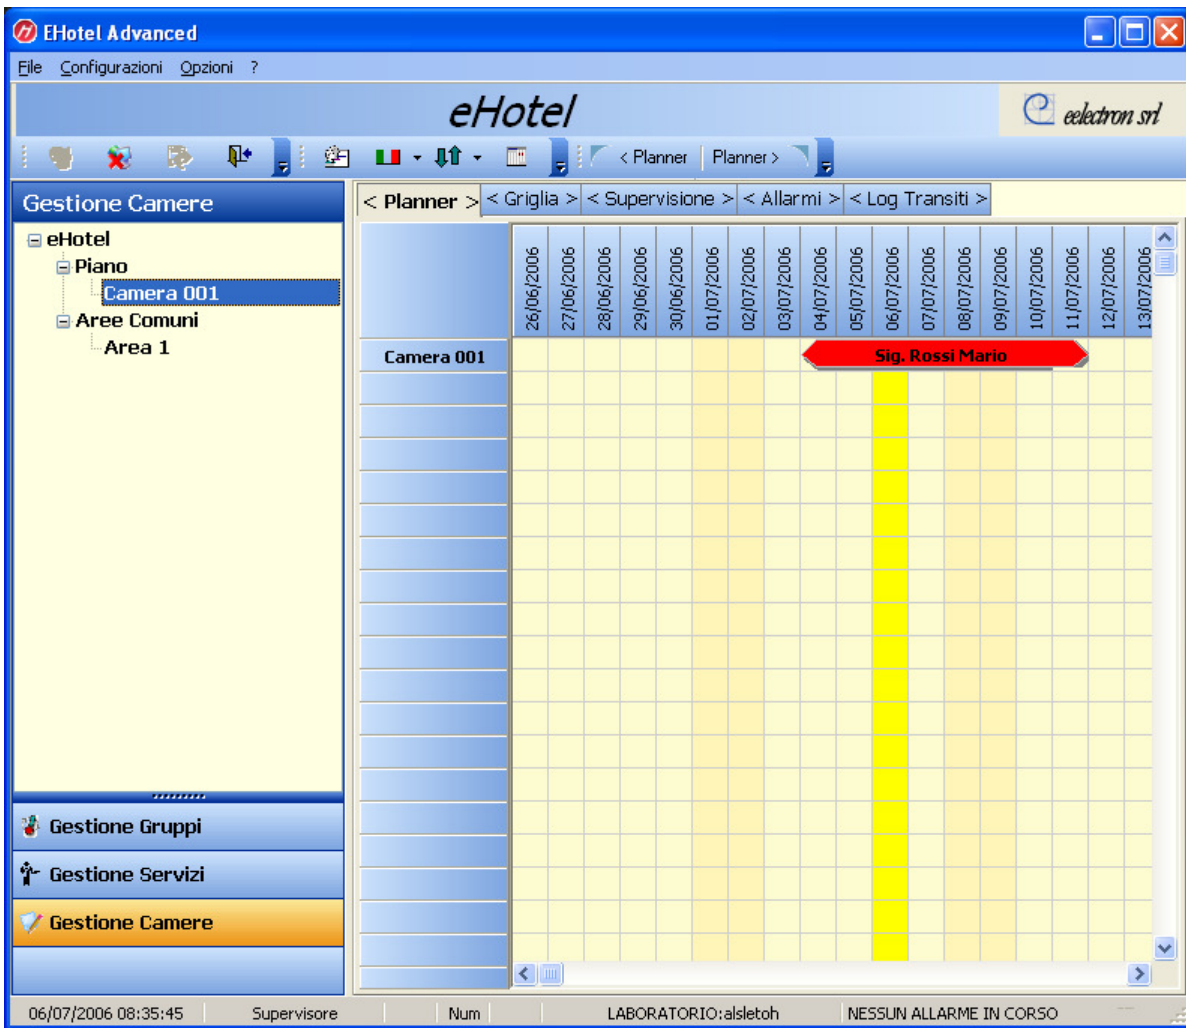 EHotel Advanced
File Configurazioni Opzioni ?
eHotel
eelectron srl
< Planner Planner >
Gestione Camere
< Planner > < Griglia > < Supervisione > < Allarmi > < Log Transiti >
eHotel
Piano
Camera 001
Aree Comuni
Area 1
26/06/2006 27/06/2006 28/06/2006 29/06/2006 30/06/2006 01/07/2006 02/07/2006 03/07/2006 04/07/2006 05/07/2006 06/07/2006 07/07/2006 08/07/2006 09/07/2006 10/07/2006 11/07/2006 12/07/2006 13/07/2006
Camera 001 Sig. Rossi Mario
Gestione Gruppi
Gestione Servizi
Gestione Camere
06/07/2006 08:35:45 Supervisore Num LABORATORIO:alsletoh NESSUN ALLARME IN CORSO